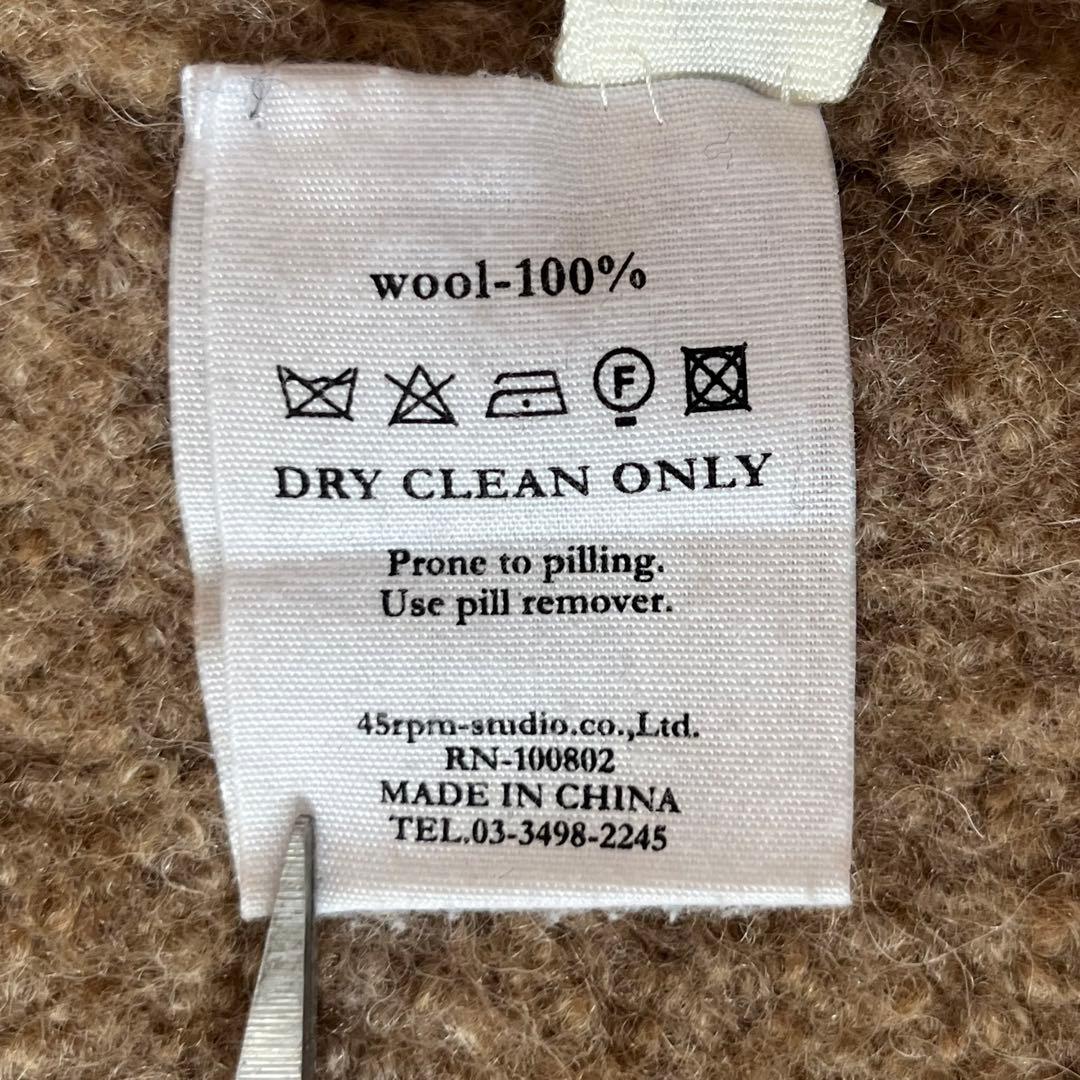 wool-100%
F
DRY CLEAN ONLY
Prone to pilling.
Use pill remover.
45rpm-studio.co.,Ltd.
RN-100802
MADE IN CHINA
TEL.03-3498-2245